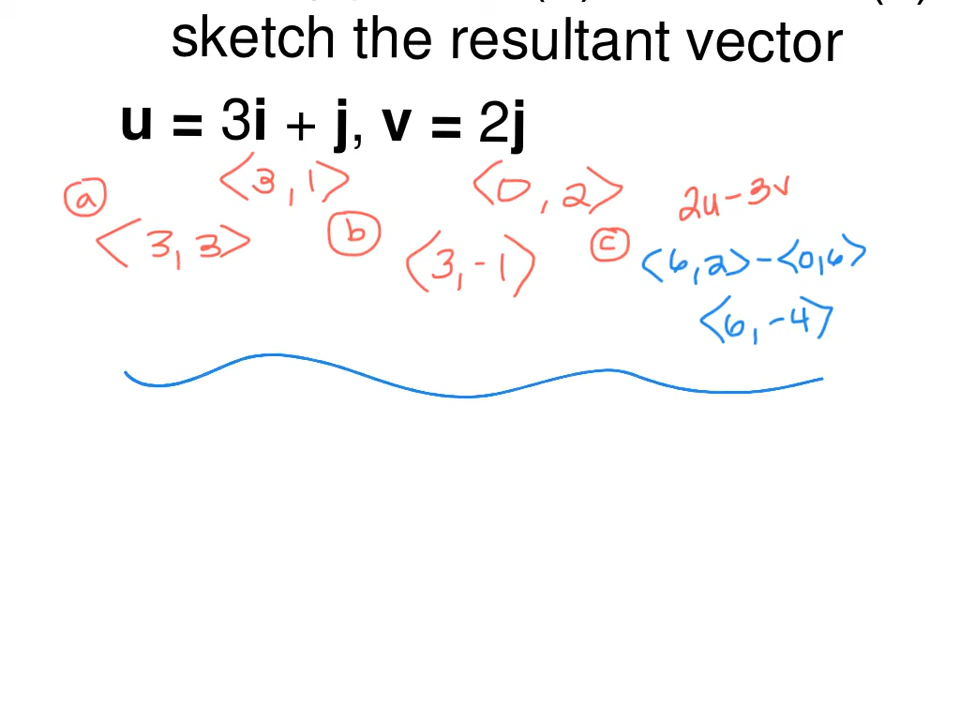 sketch the resultant vector
u = 3i + j, v = 2j
<3, 1> <0, 2>
ⓐ <3, 3> ⓑ <3, -1> ⓒ 2u - 3v
<6, 2> - <0, 6>
<6, -4>